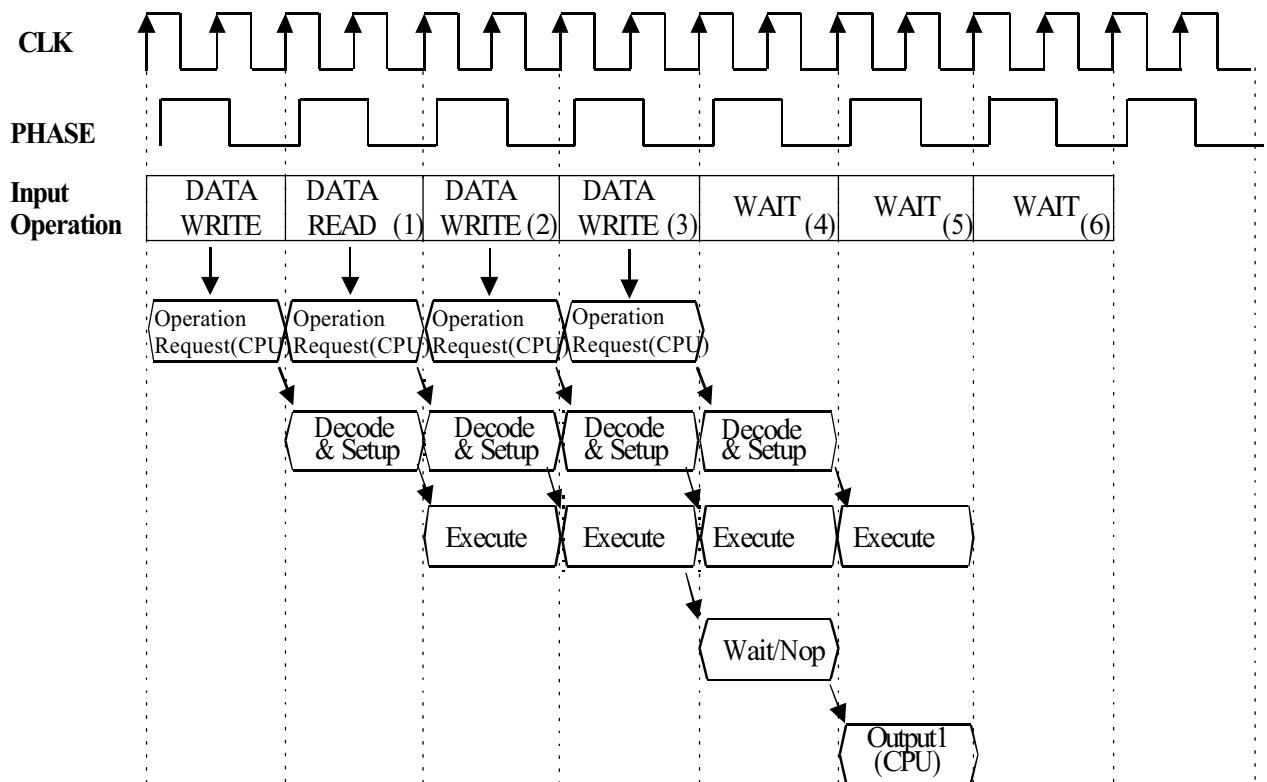 CLK
PHASE
Input
Operation
DATA
WRITE
DATA
READ (1)
DATA
WRITE (2)
DATA
WRITE (3)
WAIT
(4)
WAIT
(5)
WAIT
(6)
Operation
Request(CPU)
Operation
Request(CPU)
Operation
Request(CPU)
Operation
Request(CPU)
Decode
& Setup
Decode
& Setup
Decode
& Setup
Decode
& Setup
Execute
Execute
Execute
Execute
Wait/Nop
Output1
(CPU)